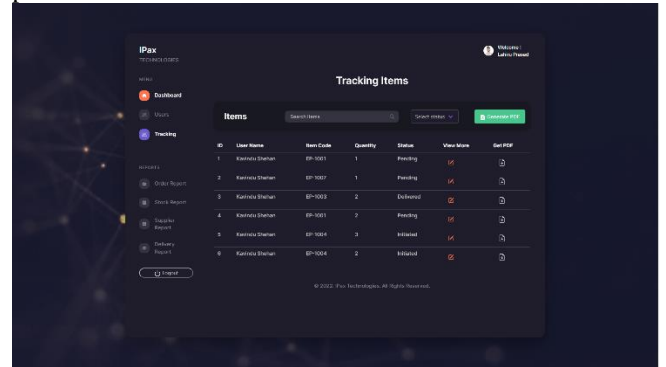 IPax
TECHNOLOGIES
Welcome !
Lahiru Prasad
MENU
Dashboard
Users
Tracking
REPORTS
Order Report
Stock Report
Supplier
Report
Delivery
Report
Tracking Items
Items
Search Items
Select status
Generate PDF
ID User Name Item Code Quantity Status View More Get PDF
1 Kavindu Shehan EP-1001 1 Pending
2 Kavindu Shehan EP-1007 1 Pending
3 Kavindu Shehan EP-1003 2 Delivered
4 Kavindu Shehan EP-1001 2 Pending
5 Kavindu Shehan EP-1004 3 Initiated
6 Kavindu Shehan EP-1004 2 Initiated
© 2022. IPax Technologies. All Rights Reserved.